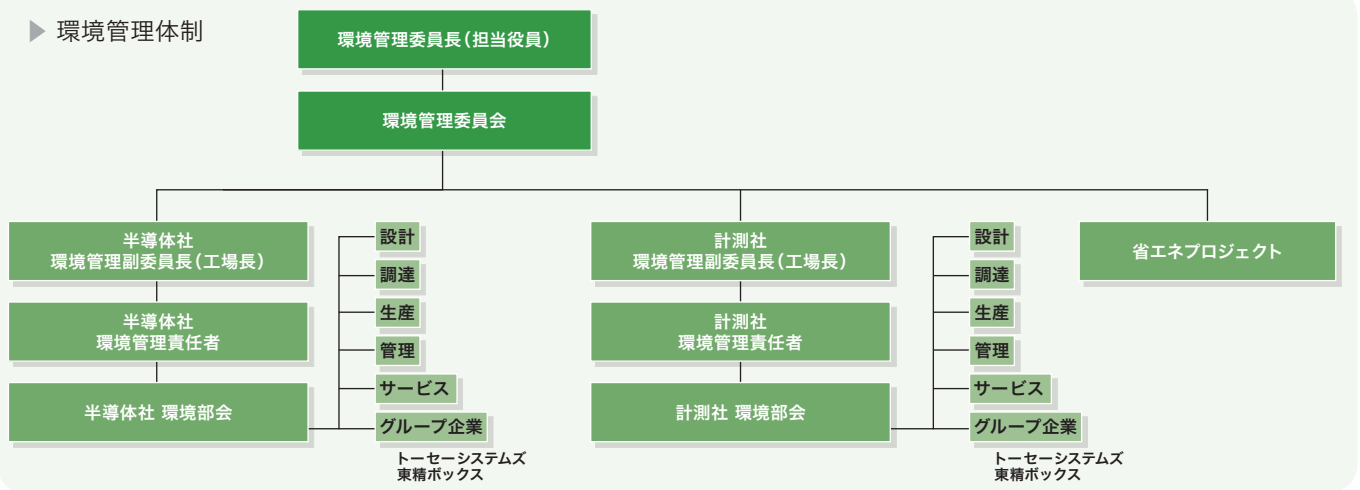 環境管理体制
環境管理委員長(担当役員)
環境管理委員会
半導体社
環境管理副委員長(工場長)
半導体社
環境管理責任者
半導体社 環境部会
設計
調達
生産
管理
サービス
グループ企業
トーセーシステムズ
東精ボックス
計測社
環境管理副委員長(工場長)
計測社
環境管理責任者
計測社 環境部会
設計
調達
生産
管理
サービス
グループ企業
トーセーシステムズ
東精ボックス
省エネプロジェクト